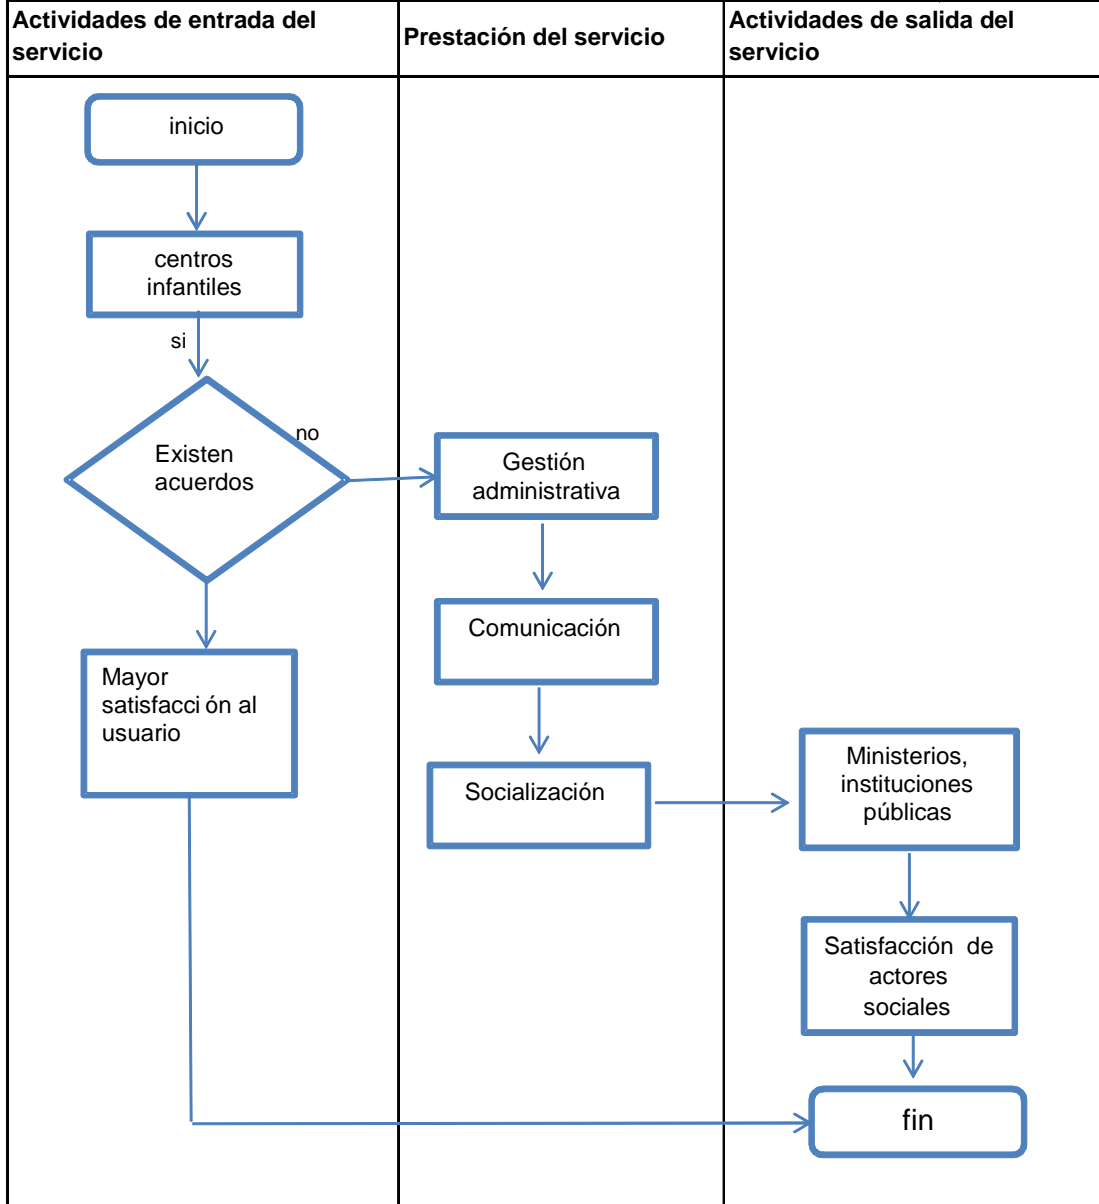 Actividades de entrada del
servicio
Prestación del servicio
Actividades de salida del
servicio
inicio
centros
infantiles
si
Existen
acuerdos
no
Mayor
satisfacci ón al
usuario
Gestión
administrativa
Comunicación
Socialización
Ministerios,
instituciones
públicas
Satisfacción de
actores
sociales
fin